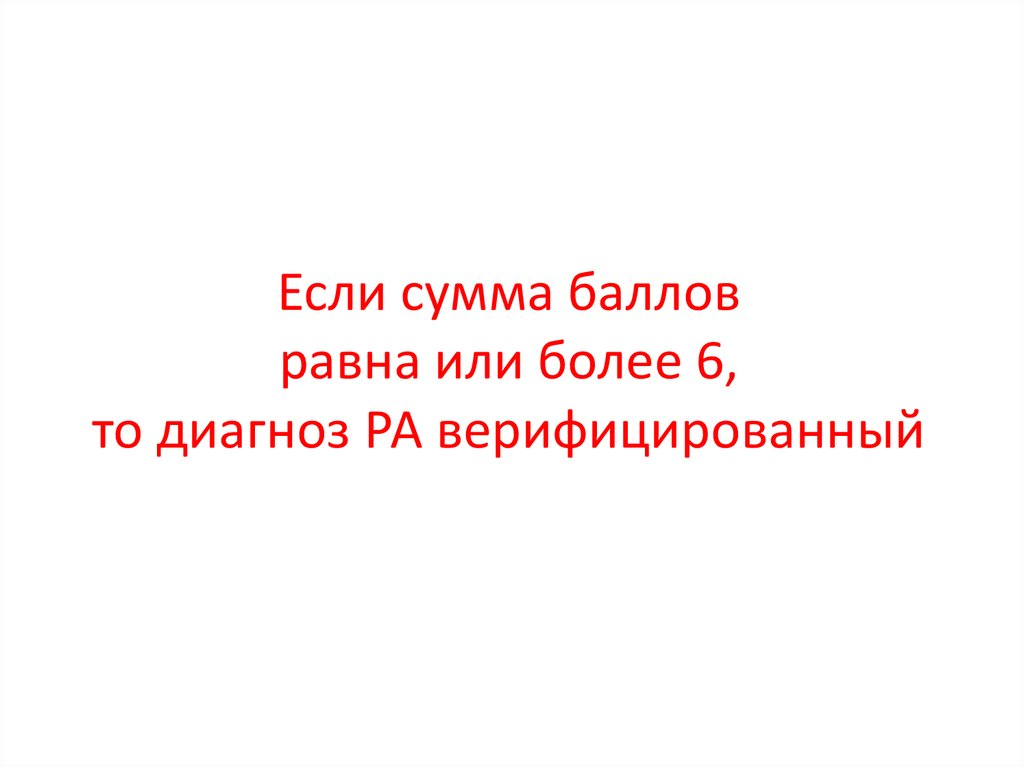 Если сумма баллов
равна или более 6,
то диагноз РА верифицированный